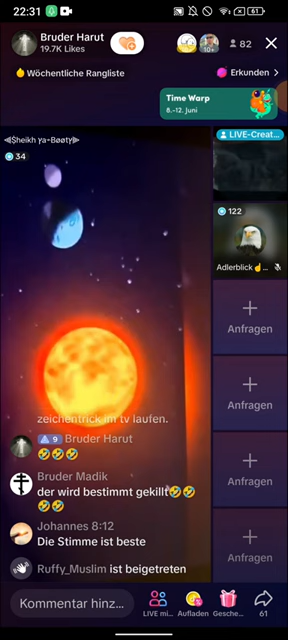 22:31
61
Bruder Harut
19.7K Likes
10+
82
Wöchentliche Rangliste
Erkunden
Time Warp
8.–12. Juni
LIVE-Creat...
34
122
Adlerblick☝...
Anfragen
Anfragen
Anfragen
Anfragen
zeichentrick im tv laufen.
9 Bruder Harut
🤣🤣🤣
Bruder Madik
der wird bestimmt gekillt🤣🤣
🤣🤣
Johannes 8:12
Die Stimme ist beste
Ruffy_Muslim ist beigetreten
Kommentar hinz...
LIVE mi...
Aufladen
Gesche...
61